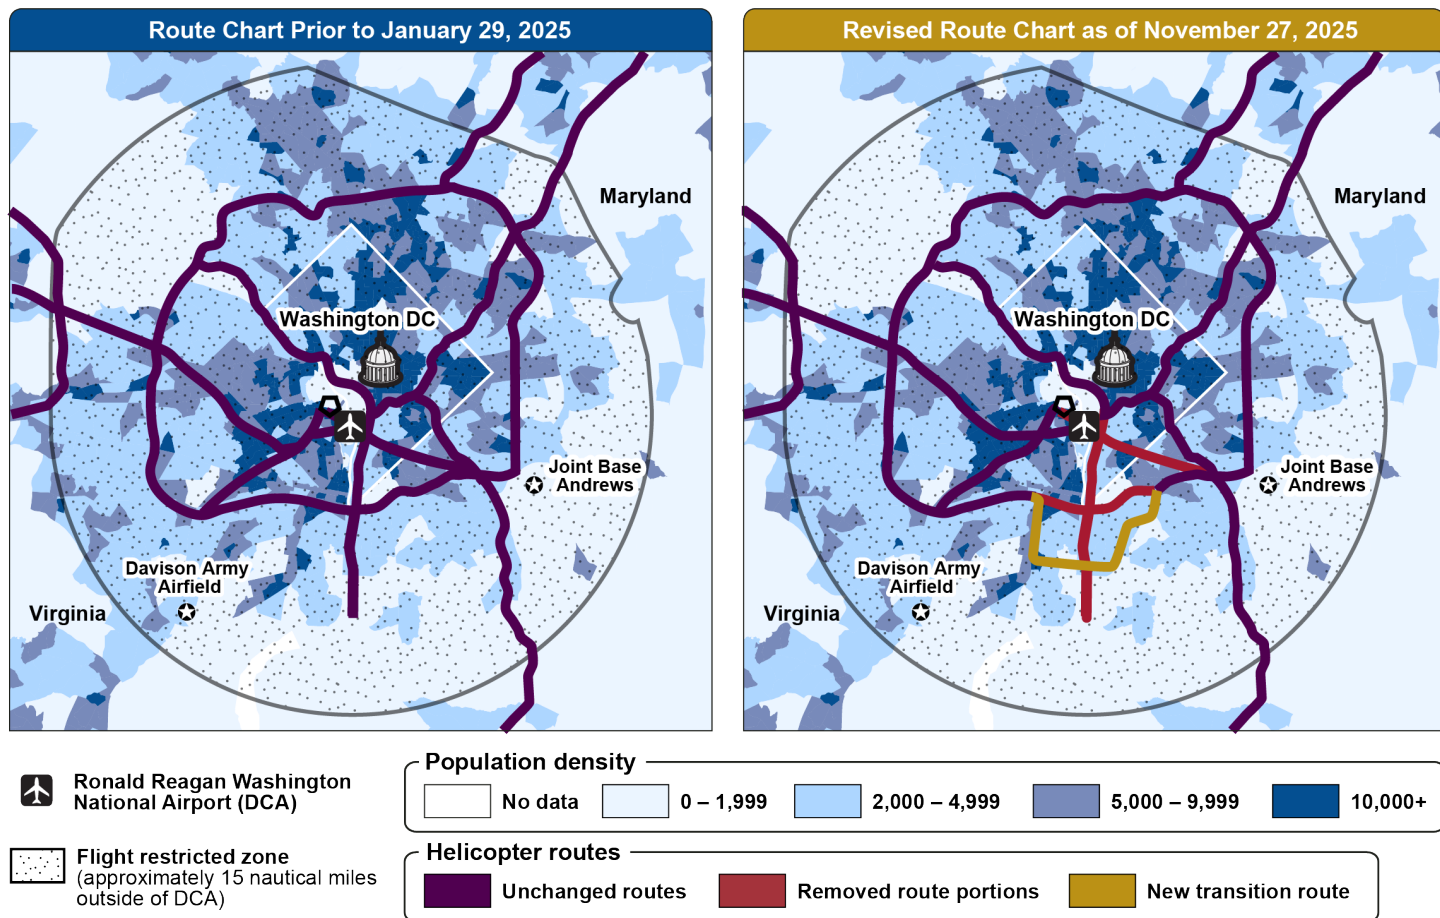 Route Chart Prior to January 29, 2025
Maryland
Washington DC
Joint Base
Andrews
Davison Army
Airfield
Virginia
Revised Route Chart as of November 27, 2025
Maryland
Washington DC
Joint Base
Andrews
Davison Army
Airfield
Virginia
Ronald Reagan Washington
National Airport (DCA)
Flight restricted zone
(approximately 15 nautical miles
outside of DCA)
Population density
No data
0 – 1,999
2,000 – 4,999
5,000 – 9,999
10,000+
Helicopter routes
Unchanged routes
Removed route portions
New transition route